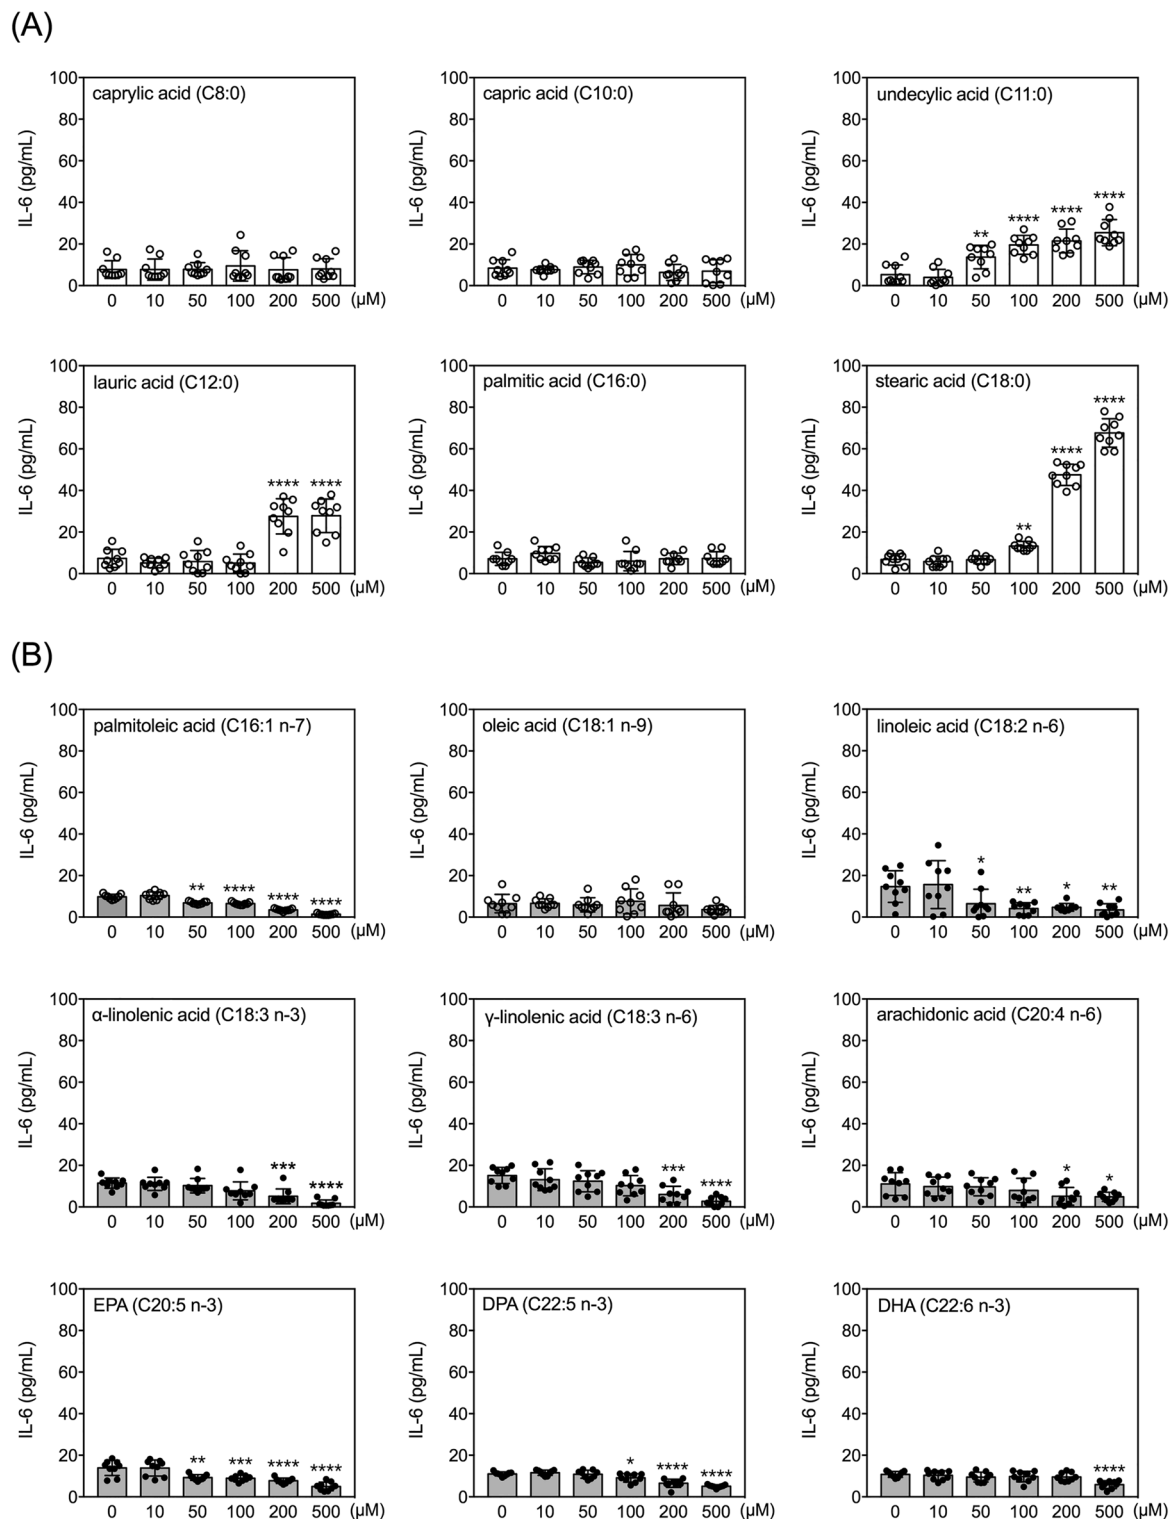 (A)
caprylic acid (C8:0)
IL-6 (pg/mL)
100
80
60
40
20
0
0 10 50 100 200 500 (μM)
capric acid (C10:0)
IL-6 (pg/mL)
100
80
60
40
20
0
0 10 50 100 200 500 (μM)
undecylic acid (C11:0)
IL-6 (pg/mL)
100
80
60
40
20
0
** **** **** ****
0 10 50 100 200 500 (μM)
lauric acid (C12:0)
IL-6 (pg/mL)
100
80
60
40
20
0
**** ****
0 10 50 100 200 500 (μM)
palmitic acid (C16:0)
IL-6 (pg/mL)
100
80
60
40
20
0
0 10 50 100 200 500 (μM)
stearic acid (C18:0)
IL-6 (pg/mL)
100
80
60
40
20
0
** **** ****
0 10 50 100 200 500 (μM)
(B)
palmitoleic acid (C16:1 n-7)
IL-6 (pg/mL)
100
80
60
40
20
0
** **** **** ****
0 10 50 100 200 500 (μM)
oleic acid (C18:1 n-9)
IL-6 (pg/mL)
100
80
60
40
20
0
0 10 50 100 200 500 (μM)
linoleic acid (C18:2 n-6)
IL-6 (pg/mL)
100
80
60
40
20
0
* ** * **
0 10 50 100 200 500 (μM)
α-linolenic acid (C18:3 n-3)
IL-6 (pg/mL)
100
80
60
40
20
0
*** ****
0 10 50 100 200 500 (μM)
γ-linolenic acid (C18:3 n-6)
IL-6 (pg/mL)
100
80
60
40
20
0
*** ****
0 10 50 100 200 500 (μM)
arachidonic acid (C20:4 n-6)
IL-6 (pg/mL)
100
80
60
40
20
0
* *
0 10 50 100 200 500 (μM)
EPA (C20:5 n-3)
IL-6 (pg/mL)
100
80
60
40
20
0
** *** **** ****
0 10 50 100 200 500 (μM)
DPA (C22:5 n-3)
IL-6 (pg/mL)
100
80
60
40
20
0
* **** ****
0 10 50 100 200 500 (μM)
DHA (C22:6 n-3)
IL-6 (pg/mL)
100
80
60
40
20
0
****
0 10 50 100 200 500 (μM)